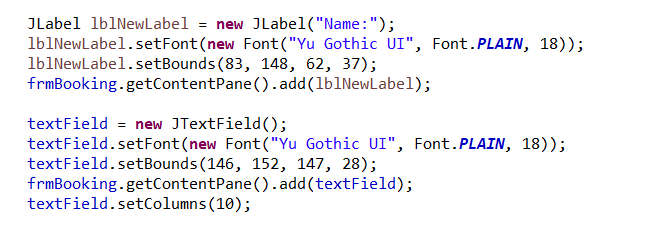 JLabel lblNewLabel = new JLabel("Name:");
lblNewLabel.setFont(new Font("Yu Gothic UI", Font.PLAIN, 18));
lblNewLabel.setBounds(83, 148, 62, 37);
frmBooking.getContentPane().add(lblNewLabel);

textField = new JTextField();
textField.setFont(new Font("Yu Gothic UI", Font.PLAIN, 18));
textField.setBounds(146, 152, 147, 28);
frmBooking.getContentPane().add(textField);
textField.setColumns(10);